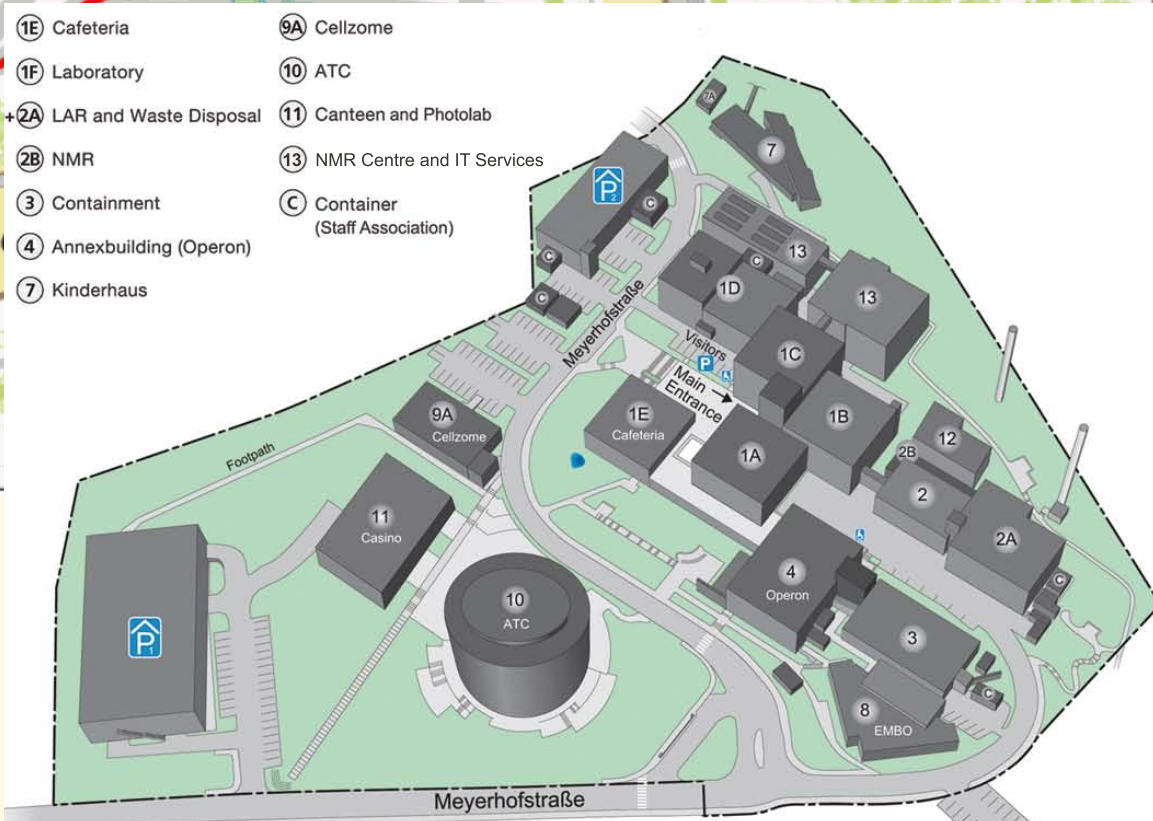 1E Cafeteria
1F Laboratory
+2A LAR and Waste Disposal
2B NMR
3 Containment
4 Annexbuilding (Operon)
7 Kinderhaus
9A Cellzome
10 ATC
11 Canteen and Photolab
13 NMR Centre and IT Services
C Container
(Staff Association)
7
P2
C
13
C
C
13
1D
C
Meyerhofstraße
Visitors
P
1C
Main
Entrance
9A
Cellzome
1E
Cafeteria
1B
12
1A
2B
Footpath
2
11
Casino
2A
4
Operon
C
10
ATC
P1
3
C
8
EMBO
Meyerhofstraße